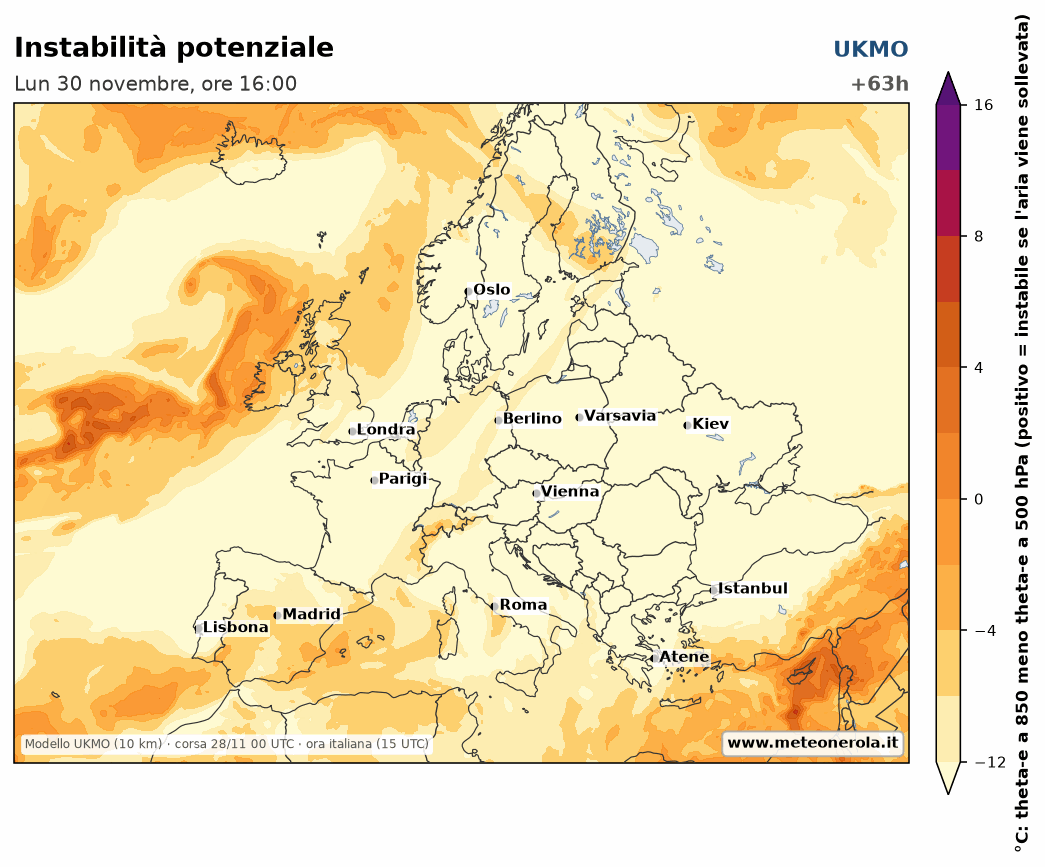 Instabilità potenziale
UKMO
Lun 30 novembre, ore 16:00
+63h
16
8
4
0
−4
−12
°C: theta-e a 850 meno theta-e a 500 hPa (positivo = instabile se l'aria viene sollevata)
Oslo
Berlino
Varsavia
Kiev
Londra
Parigi
Vienna
Istanbul
Roma
Madrid
Lisbona
Atene
Modello UKMO (10 km) · corsa 28/11 00 UTC · ora italiana (15 UTC)
www.meteonerola.it